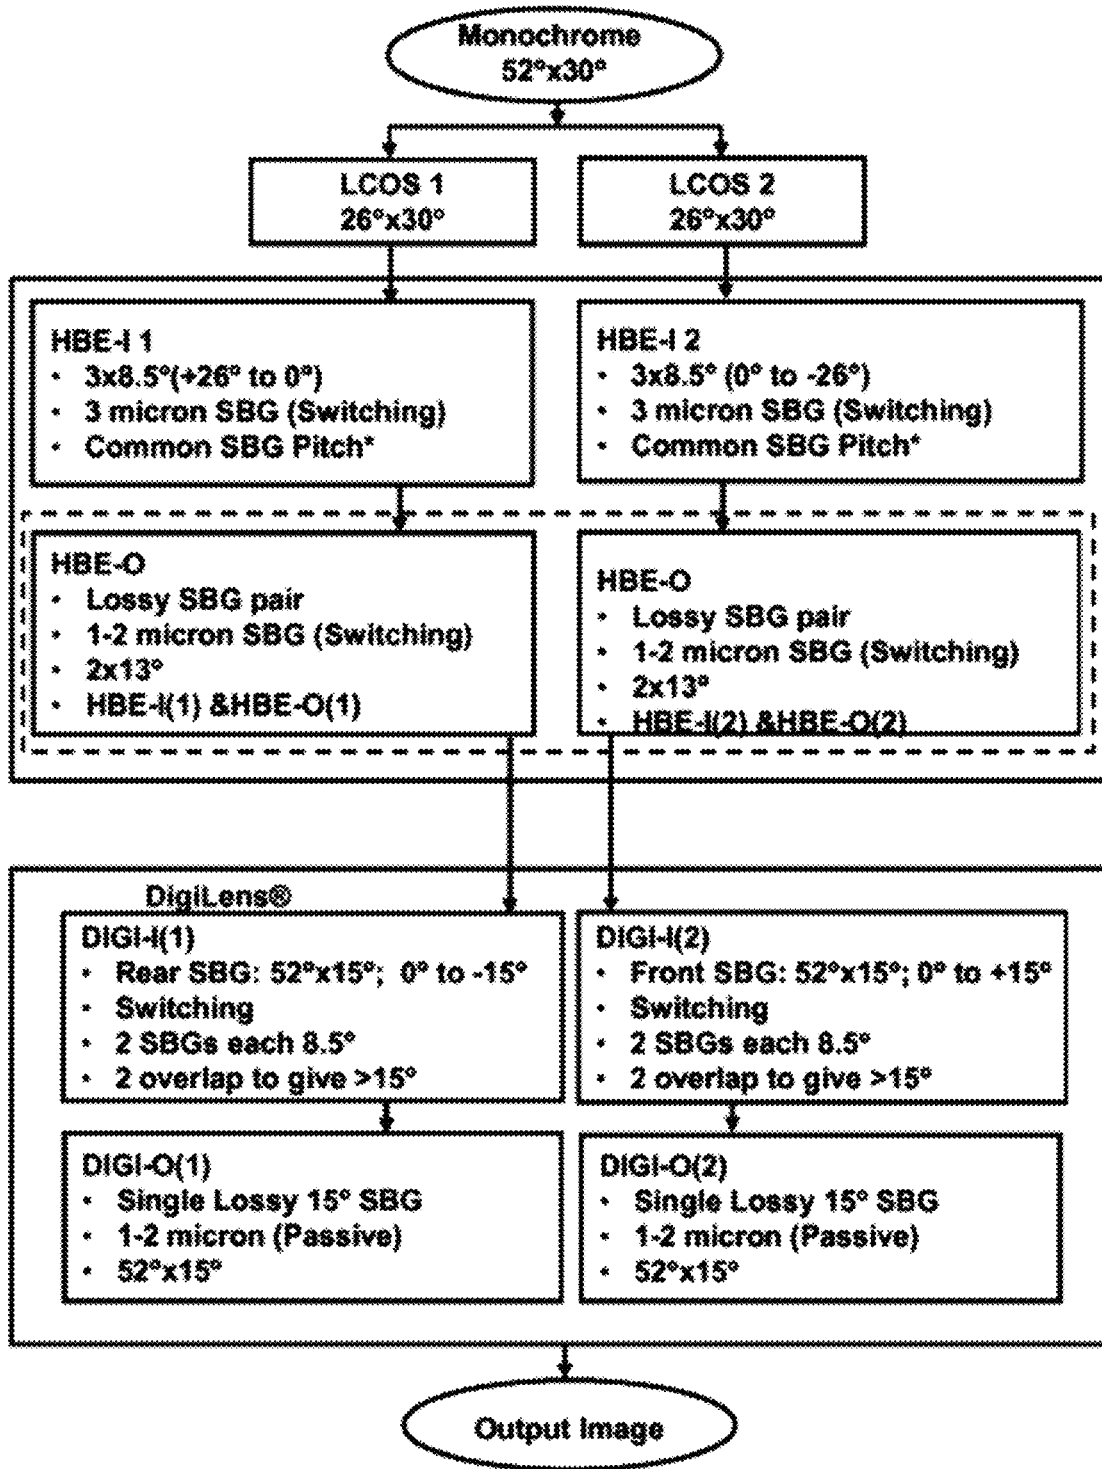 Monochrome
52°x30°
LCOS 1
26°x30°
LCOS 2
26°x30°
HBE-I 1
· 3x8.5°(+26° to 0°)
· 3 micron SBG (Switching)
· Common SBG Pitch*
HBE-I 2
· 3x8.5° (0° to -26°)
· 3 micron SBG (Switching)
· Common SBG Pitch*
HBE-O
· Lossy SBG pair
· 1-2 micron SBG (Switching)
· 2x13°
· HBE-I(1) &HBE-O(1)
HBE-O
· Lossy SBG pair
· 1-2 micron SBG (Switching)
· 2x13°
· HBE-I(2) &HBE-O(2)
DigiLens®
DIGI-I(1)
· Rear SBG: 52°x15°; 0° to -15°
· Switching
· 2 SBGs each 8.5°
· 2 overlap to give >15°
DIGI-I(2)
· Front SBG: 52°x15°; 0° to +15°
· Switching
· 2 SBGs each 8.5°
· 2 overlap to give >15°
DIGI-O(1)
· Single Lossy 15° SBG
· 1-2 micron (Passive)
· 52°x15°
DIGI-O(2)
· Single Lossy 15° SBG
· 1-2 micron (Passive)
· 52°x15°
Output Image